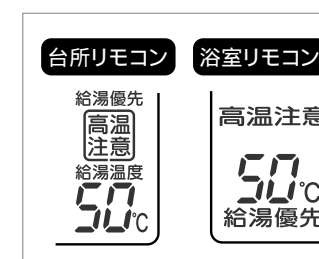 台所リモコン
給湯優先
高温
注意
給湯温度
50℃
浴室リモコン
高温注意
50℃
給湯優先